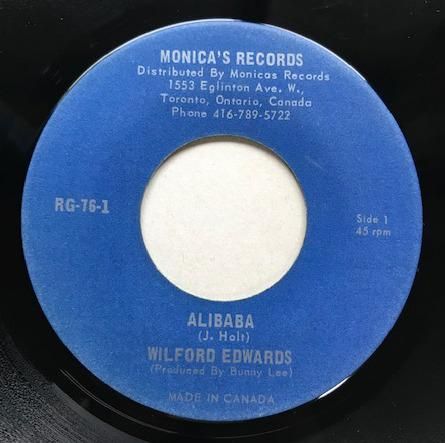 MONICA'S RECORDS
Distributed By Monicas Records
1553 Eglinton Ave. W.,
Toronto, Ontario, Canada
Phone 416-789-5722
RG-76-1
Side 1
45 rpm
ALIBABA
(J. Holt)
WILFORD EDWARDS
(Produced By Bunny Lee)
MADE IN CANADA